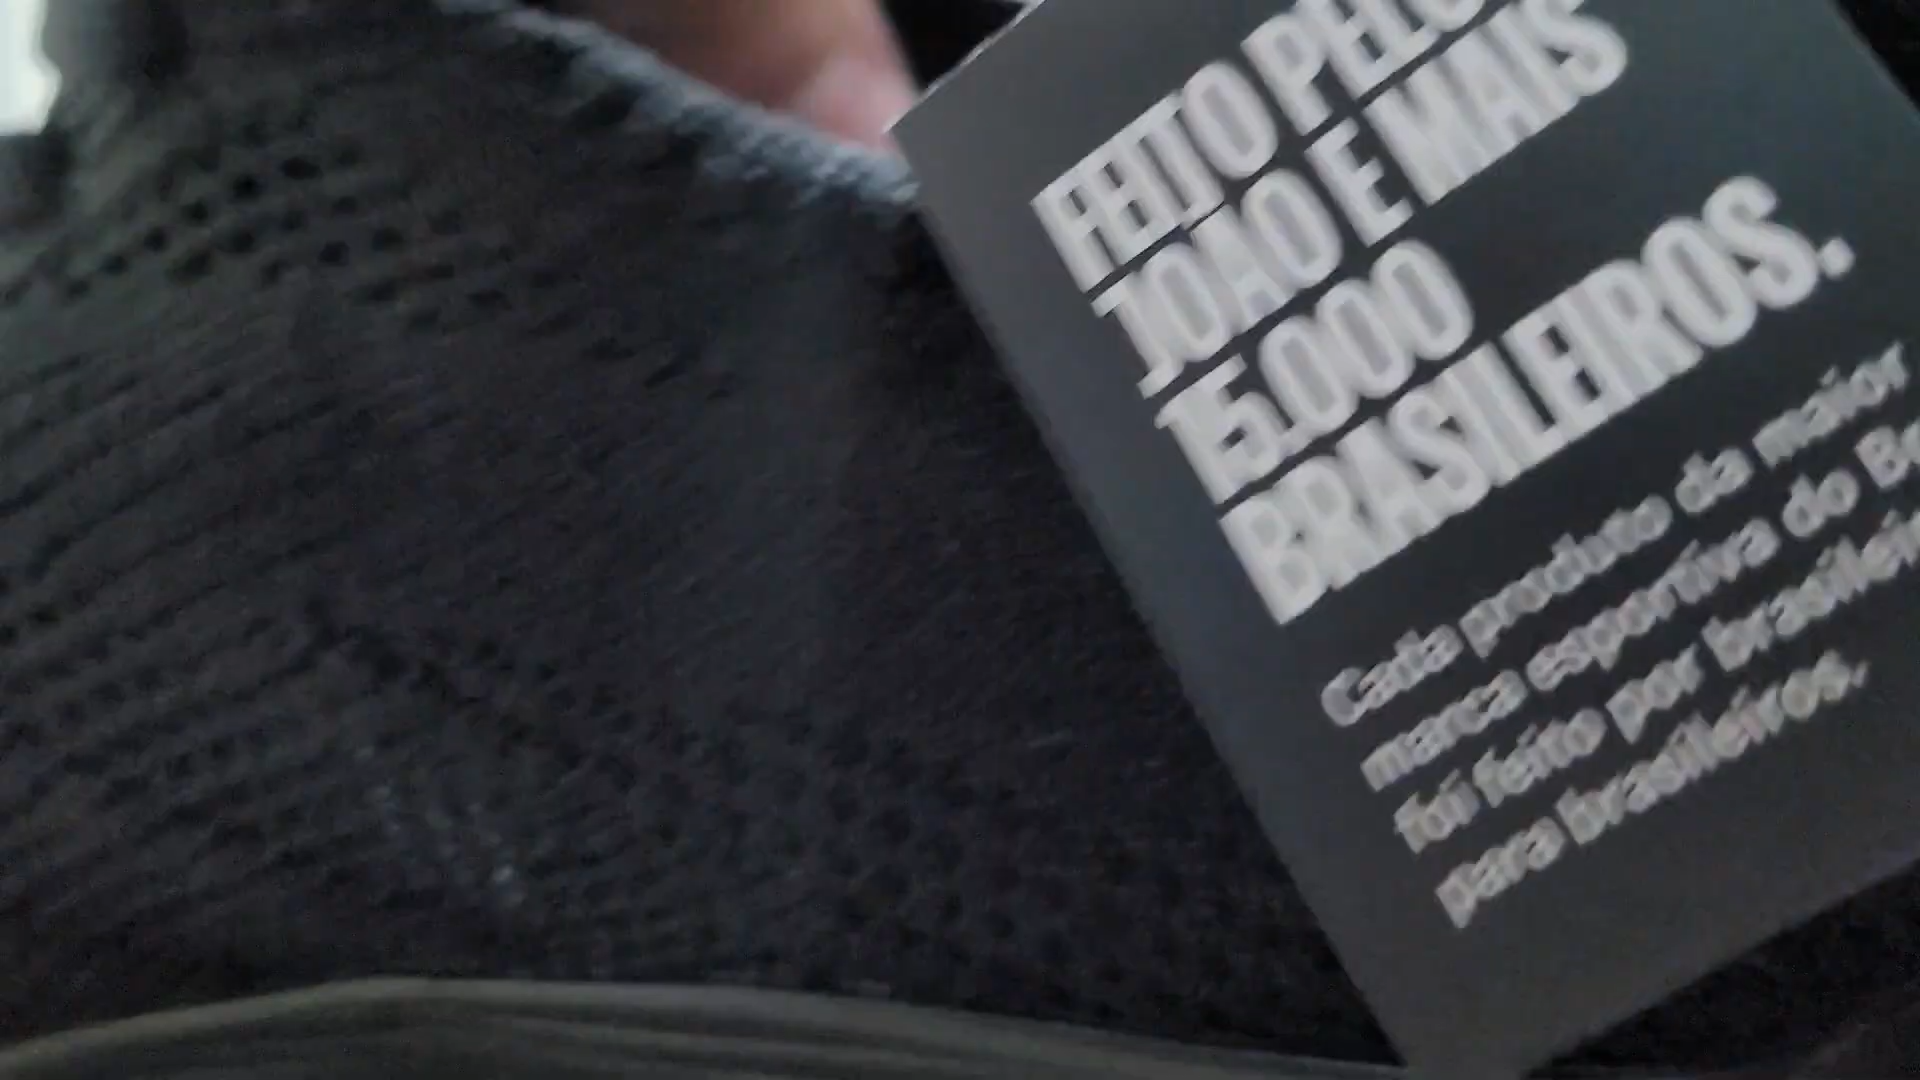 FEITO PELO
JOÃO E MAIS
15.000
BRASILEIROS.
Cada produto da maior
marca esportiva do
foi feito por
para brasileiros.